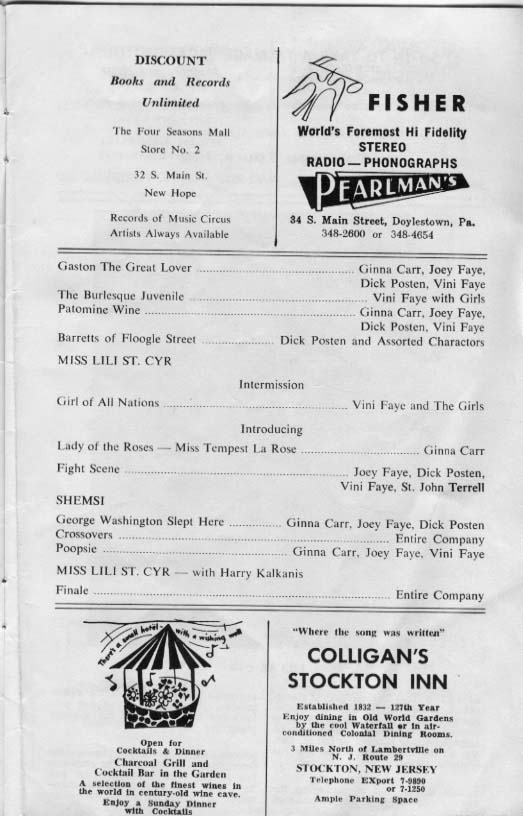 DISCOUNT
Books and Records
Unlimited
The Four Seasons Mall
Store No. 2
32 S. Main St.
New Hope
Records of Music Circus
Artists Always Available
FISHER
World's Foremost Hi Fidelity
STEREO
RADIO — PHONOGRAPHS
PEARLMAN'S
34 S. Main Street, Doylestown, Pa.
348-2600 or 348-4654
Gaston The Great Lover ........ Ginna Carr, Joey Faye,
Dick Posten, Vini Faye
The Burlesque Juvenile ........ Vini Faye with Girls
Patomine Wine ........ Ginna Carr, Joey Faye,
Dick Posten, Vini Faye
Barretts of Floogle Street ........ Dick Posten and Assorted Charactors
MISS LILI ST. CYR
Intermission
Girl of All Nations ........ Vini Faye and The Girls
Introducing
Lady of the Roses — Miss Tempest La Rose ........ Ginna Carr
Fight Scene ........ Joey Faye, Dick Posten,
Vini Faye, St. John Terrell
SHEMSI
George Washington Slept Here ........ Ginna Carr, Joey Faye, Dick Posten
Crossovers ........ Entire Company
Poopsie ........ Ginna Carr, Joey Faye, Vini Faye
MISS LILI ST. CYR — with Harry Kalkanis
Finale ........ Entire Company
There's a small hotel - with a wishing well
Open for
Cocktails & Dinner
Charcoal Grill and
Cocktail Bar in the Garden
A selection of the finest wines in
the world in century-old wine cave.
Enjoy a Sunday Dinner
with Cocktails
"Where the song was written"
COLLIGAN'S
STOCKTON INN
Established 1832 — 127th Year
Enjoy dining in Old World Gardens
by the cool Waterfall or in air-
conditioned Colonial Dining Rooms.
3 Miles North of Lambertville on
N. J. Route 29
STOCKTON, NEW JERSEY
Telephone EXport 7-9890
or 7-1250
Ample Parking Space